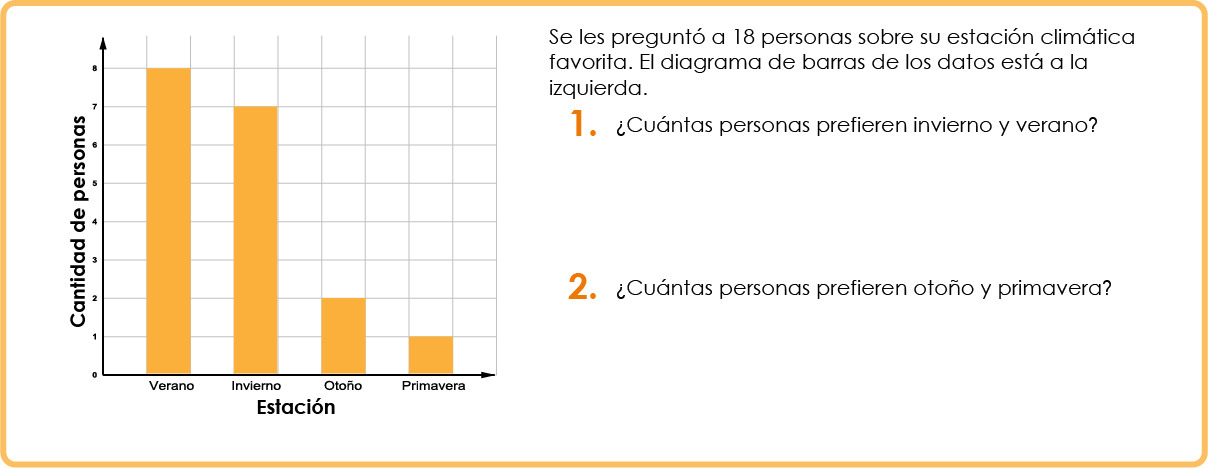 Se les preguntó a 18 personas sobre su estación climática
favorita. El diagrama de barras de los datos está a la
izquierda.
1. ¿Cuántas personas prefieren invierno y verano?
2. ¿Cuántas personas prefieren otoño y primavera?
Cantidad de personas
8
7
6
5
4
3
2
1
0
Verano Invierno Otoño Primavera
Estación